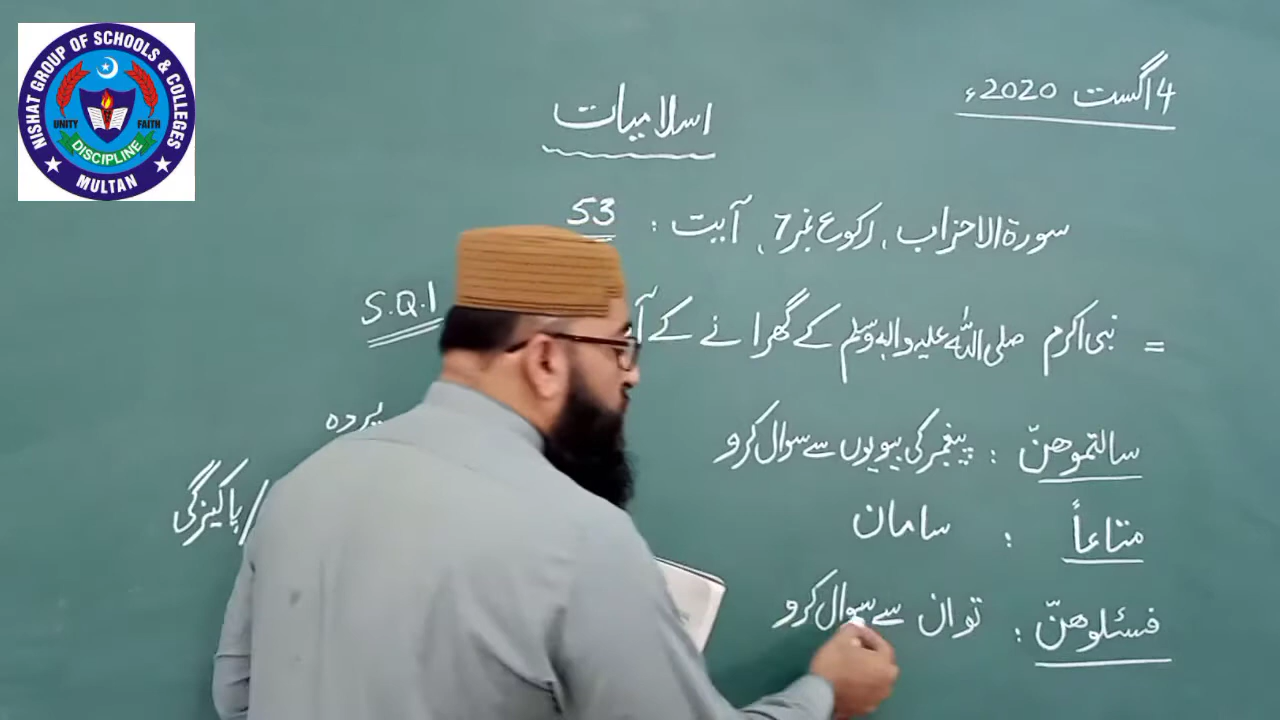 NISHAT GROUP OF SCHOOLS & COLLEGES
UNITY FAITH
DISCIPLINE
MULTAN
4 اگست 2020ء
اسلامیات
سورۃ الاحزاب، رکوع نمبر 7، آیت : 53
= نبی اکرم صلی اللہ علیہ والہ وسلم کے گھرانے کے S.Q.1
سالتموھنّ : پیغمبر کی بیویوں سے سوال کرو پردہ
متاعاً : سامان / پاکیزگی
فسئلوھنّ : تو ان سے سوال کرو